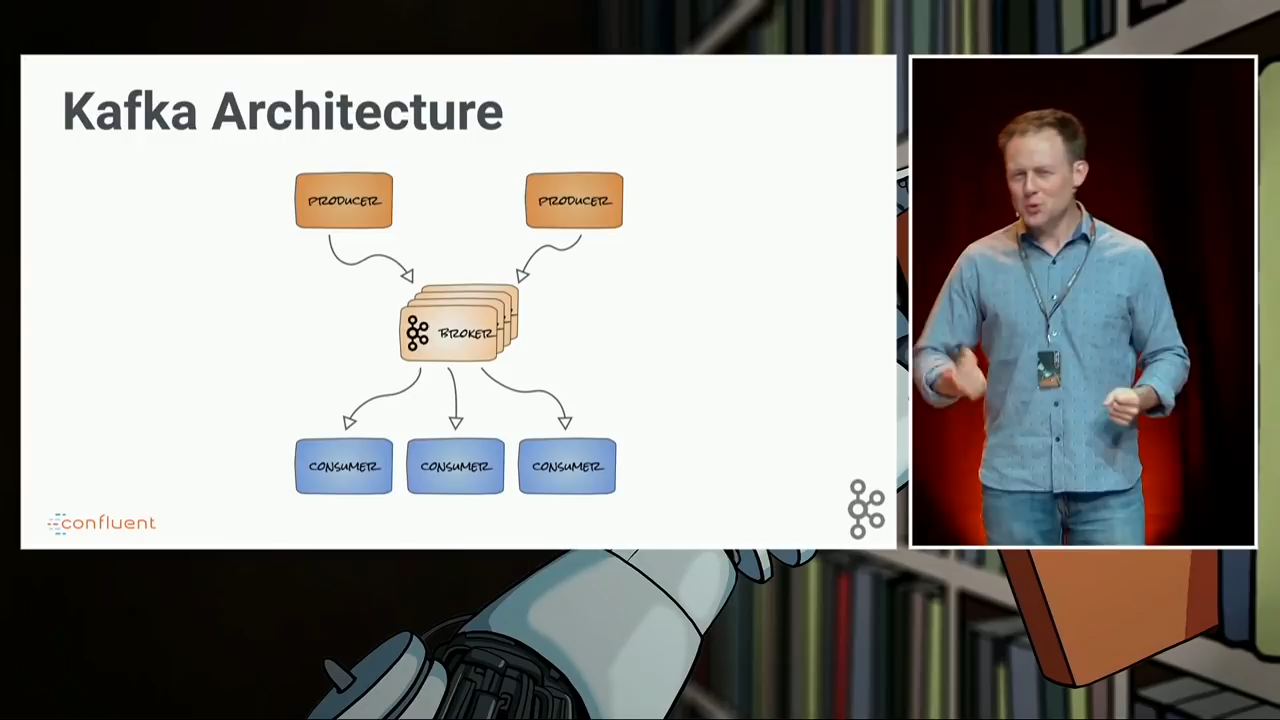 Kafka Architecture
PRODUCER
PRODUCER
BROKER
CONSUMER
CONSUMER
CONSUMER
confluent